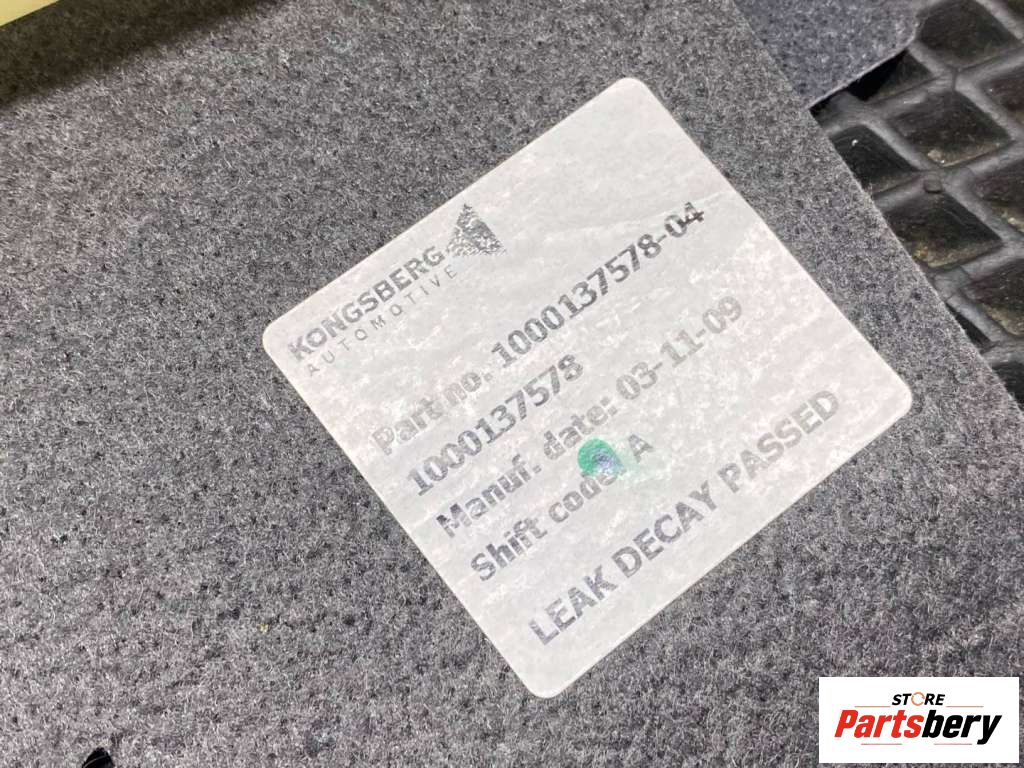 KONGSBERG
AUTOMOTIVE
Part no. 1000137578-04
1000137578
Manuf. date: 03-11-09
Shift code: A
LEAK DECAY PASSED
STORE
Partsbery